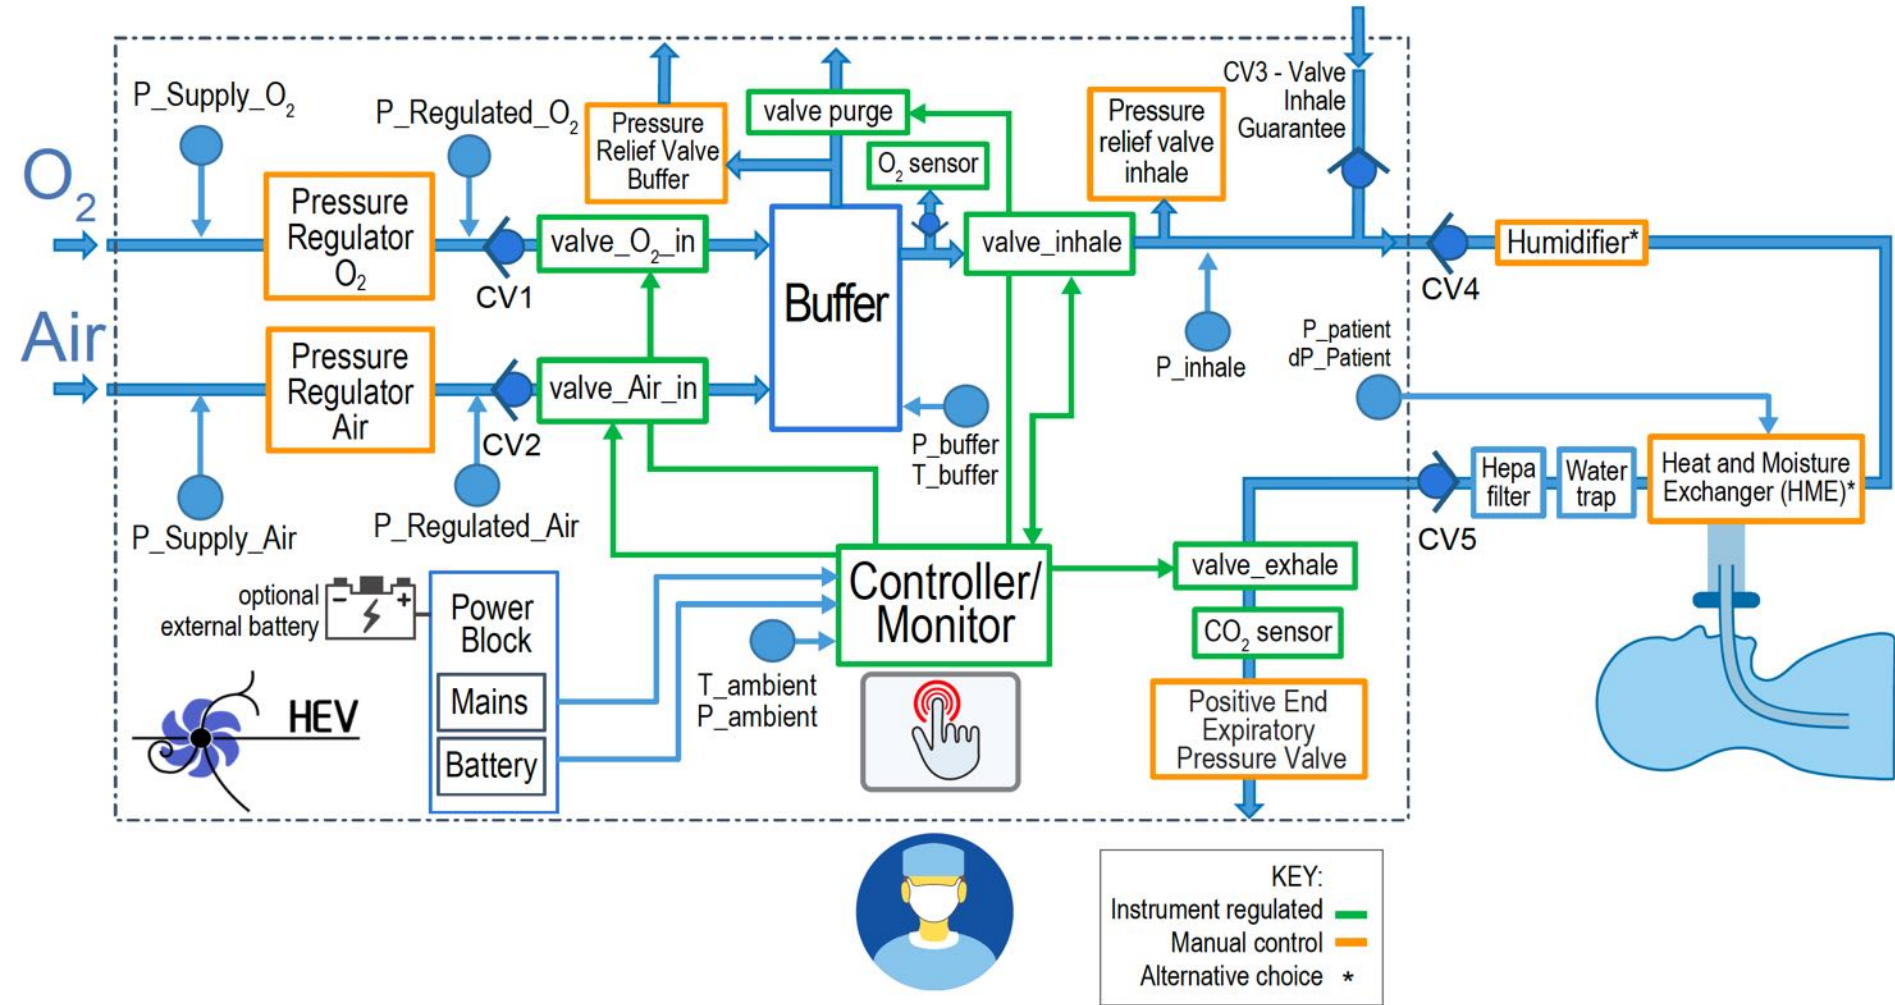 P_Supply_O₂
P_Regulated_O₂
O₂
Pressure
Regulator
O₂
CV1
valve_O₂_in
Pressure
Relief Valve
Buffer
valve purge
O₂ sensor
Buffer
valve_inhale
Pressure
relief valve
inhale
CV3 - Valve
Inhale
Guarantee
P_inhale
CV4
Humidifier*
Air
Pressure
Regulator
Air
CV2
valve_Air_in
P_Supply_Air
P_Regulated_Air
P_buffer
T_buffer
P_patient
dP_Patient
CV5
Hepa
filter
Water
trap
Heat and Moisture
Exchanger (HME)*
optional
external battery
- +
Power
Block
Mains
Battery
HEV
T_ambient
P_ambient
Controller/
Monitor
valve_exhale
CO₂ sensor
Positive End
Expiratory
Pressure Valve
KEY:
Instrument regulated
Manual control
Alternative choice *